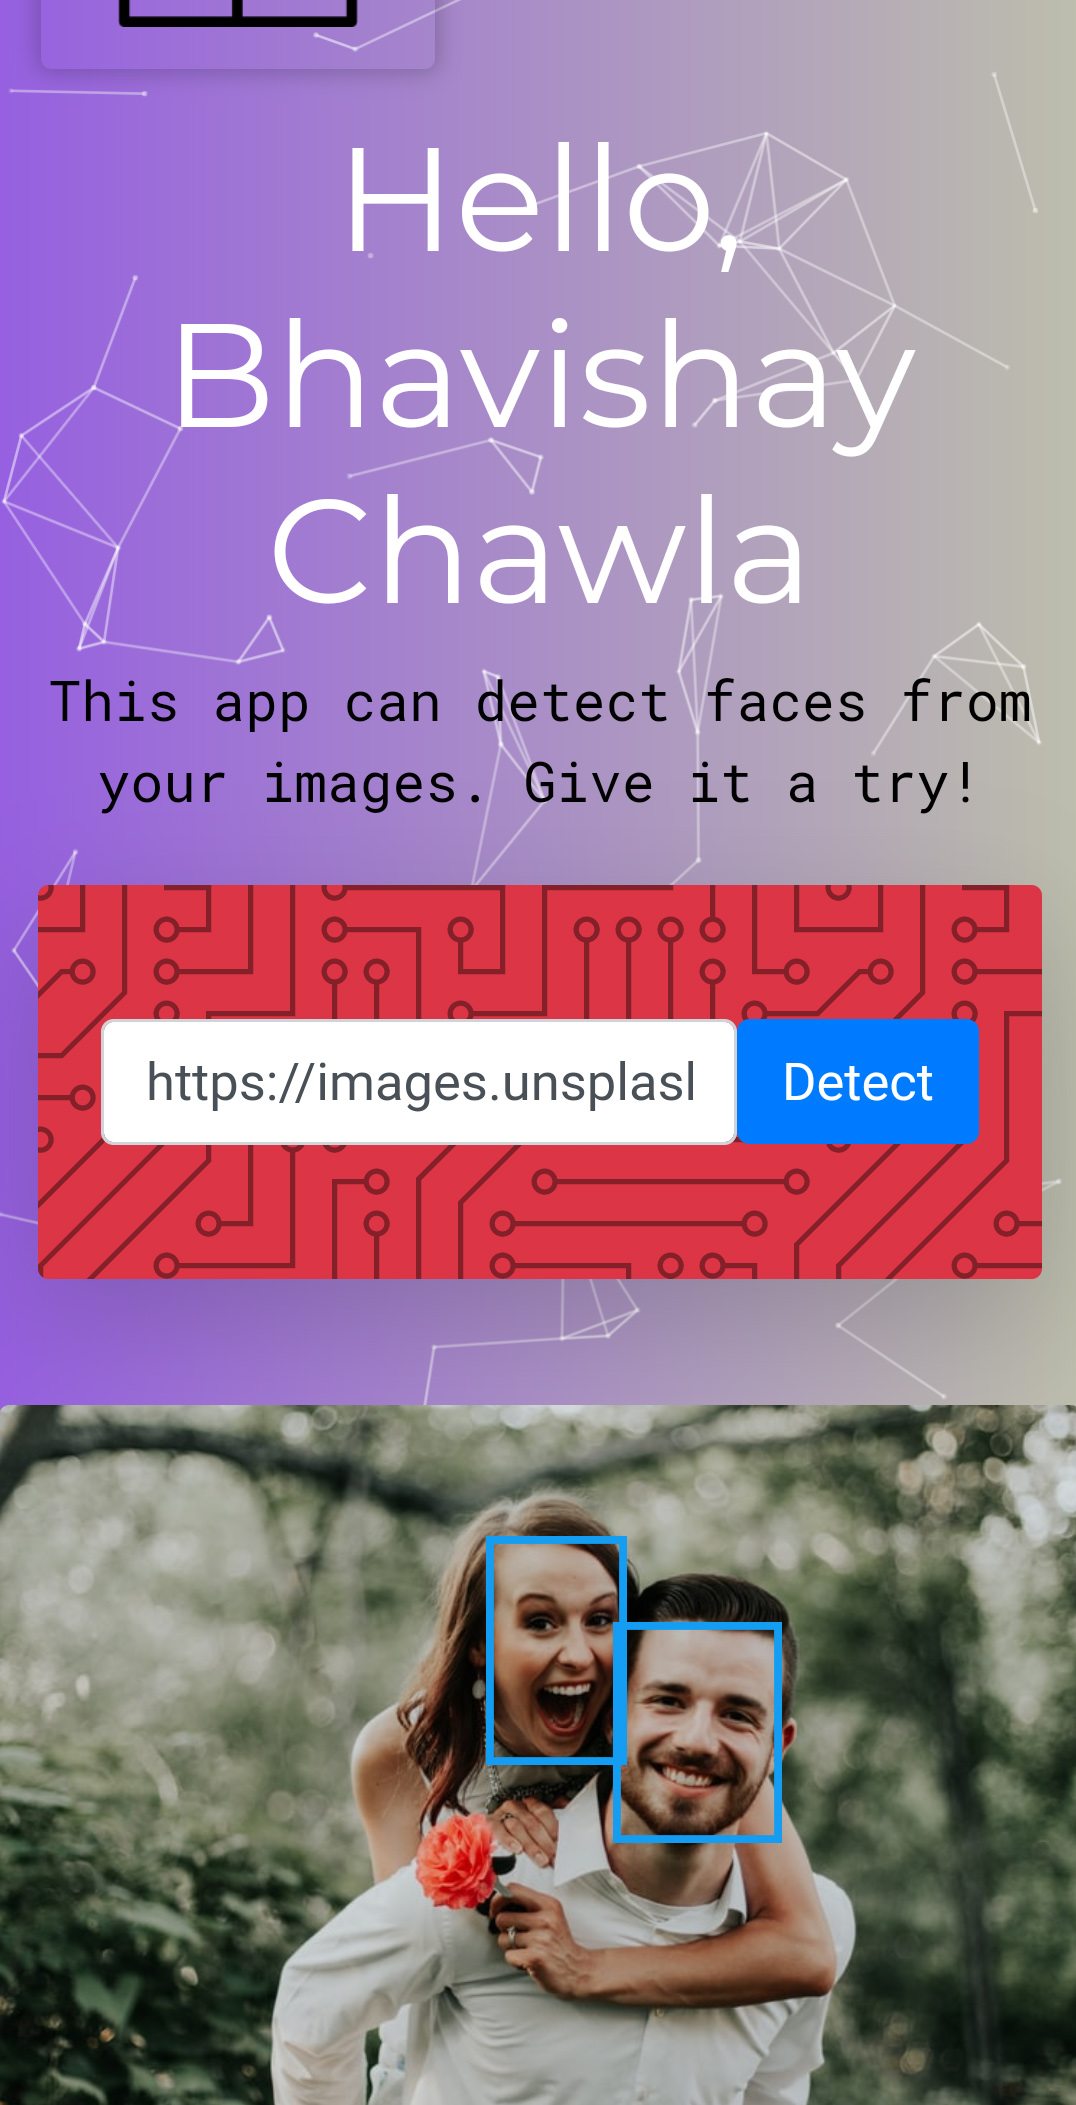 Hello,
Bhavishay
Chawla
This app can detect faces from
your images. Give it a try!
https://images.unsplasl
Detect